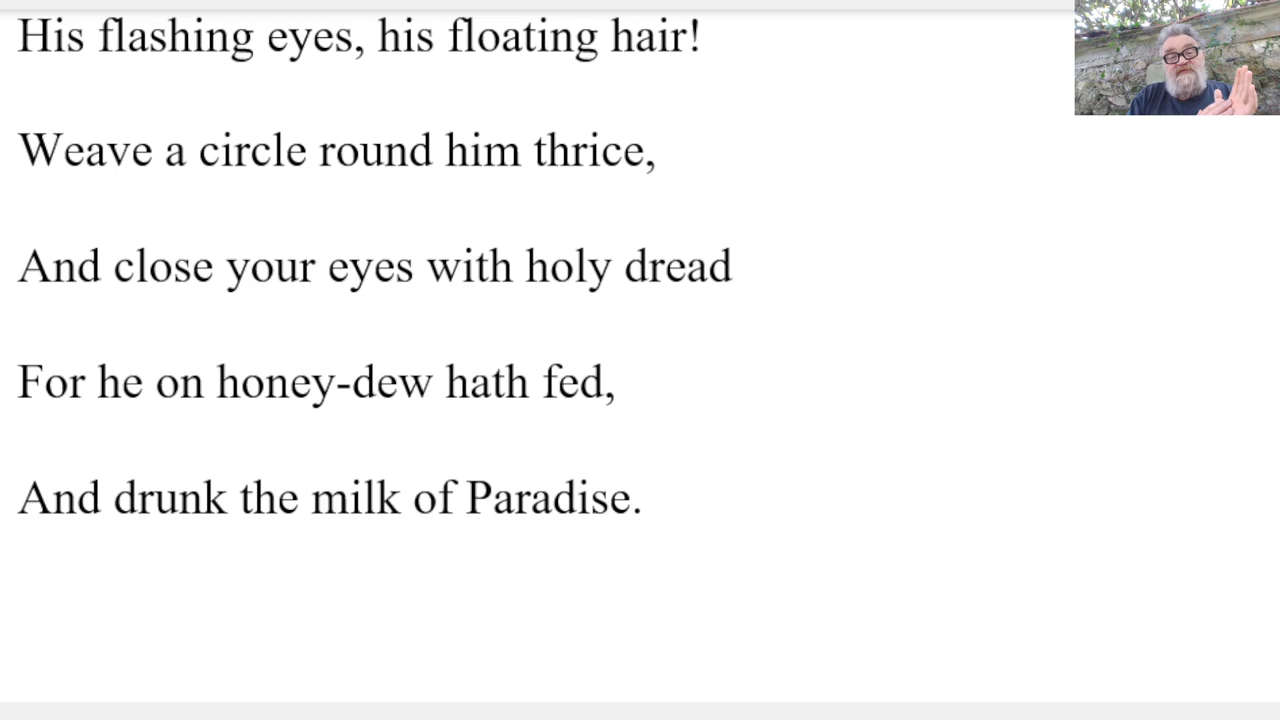 His flashing eyes, his floating hair!
Weave a circle round him thrice,
And close your eyes with holy dread
For he on honey-dew hath fed,
And drunk the milk of Paradise.